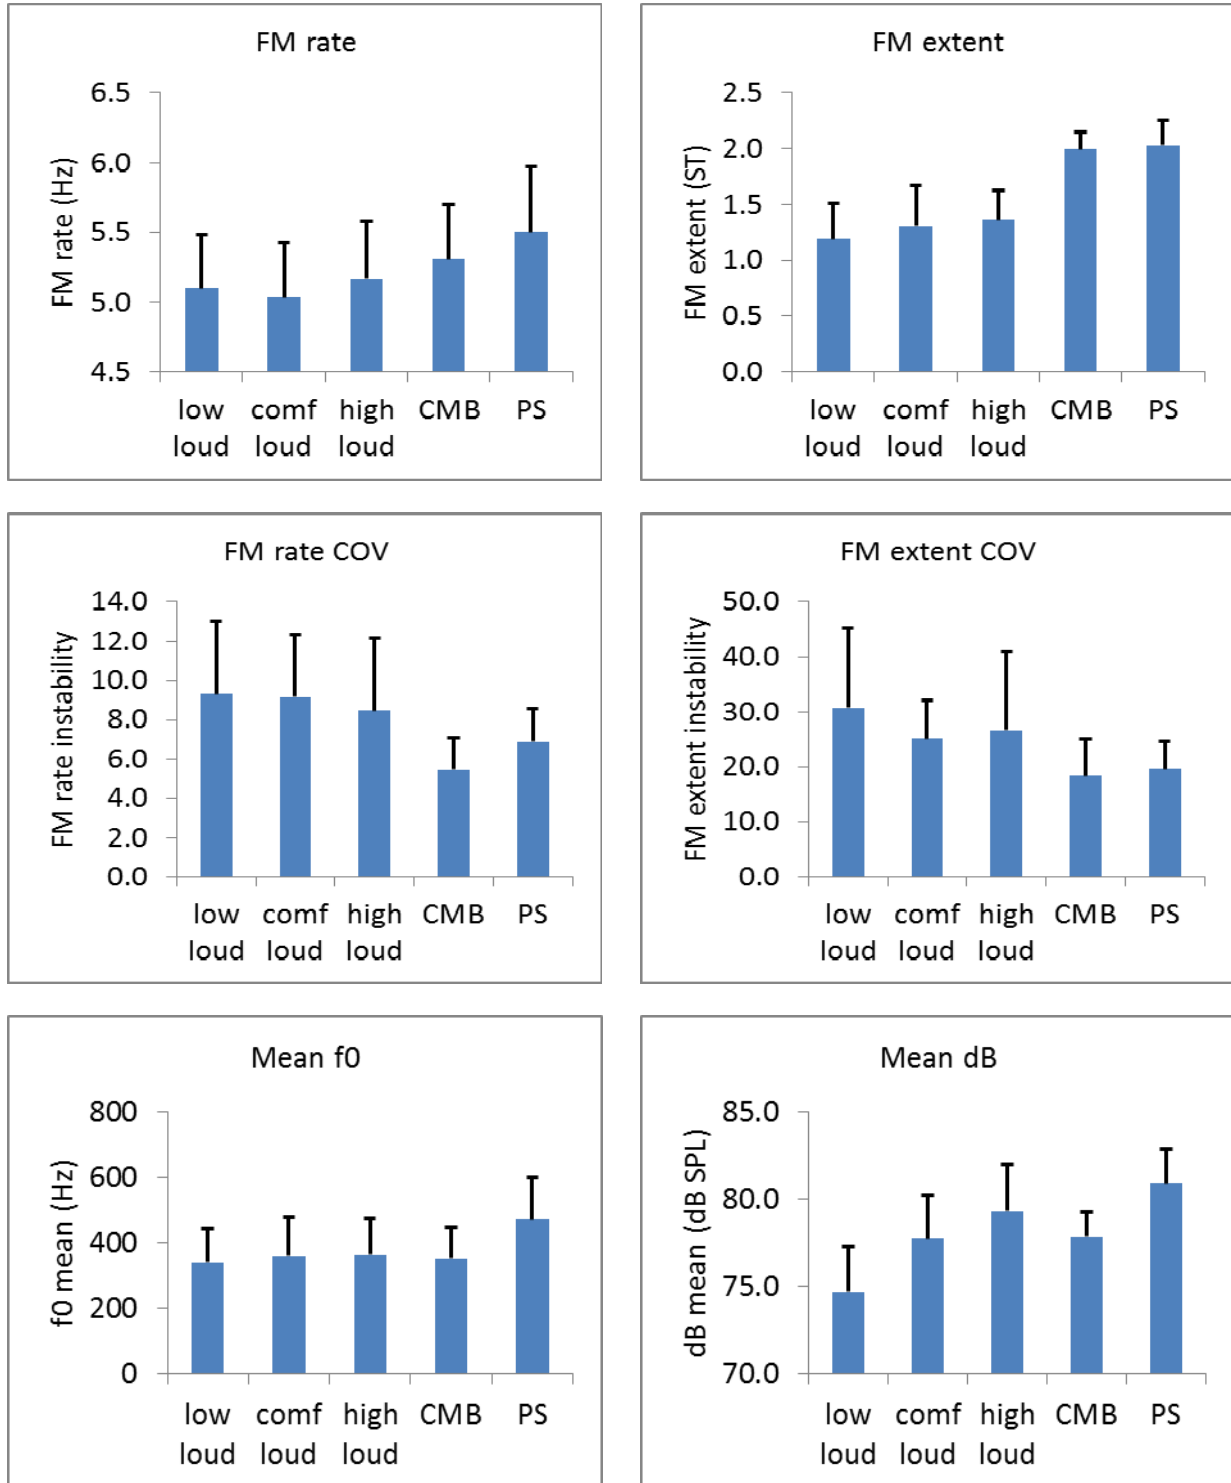 FM rate
FM rate (Hz)
6.5
6.0
5.5
5.0
4.5
low comf high CMB PS
loud loud loud
FM extent
FM extent (ST)
2.5
2.0
1.5
1.0
0.5
0.0
low comf high CMB PS
loud loud loud
FM rate COV
FM rate instability
14.0
12.0
10.0
8.0
6.0
4.0
2.0
0.0
low comf high CMB PS
loud loud loud
FM extent COV
FM extent instability
50.0
40.0
30.0
20.0
10.0
0.0
low comf high CMB PS
loud loud loud
Mean f0
f0 mean (Hz)
800
600
400
200
0
low comf high CMB PS
loud loud loud
Mean dB
dB mean (dB SPL)
85.0
80.0
75.0
70.0
low comf high CMB PS
loud loud loud